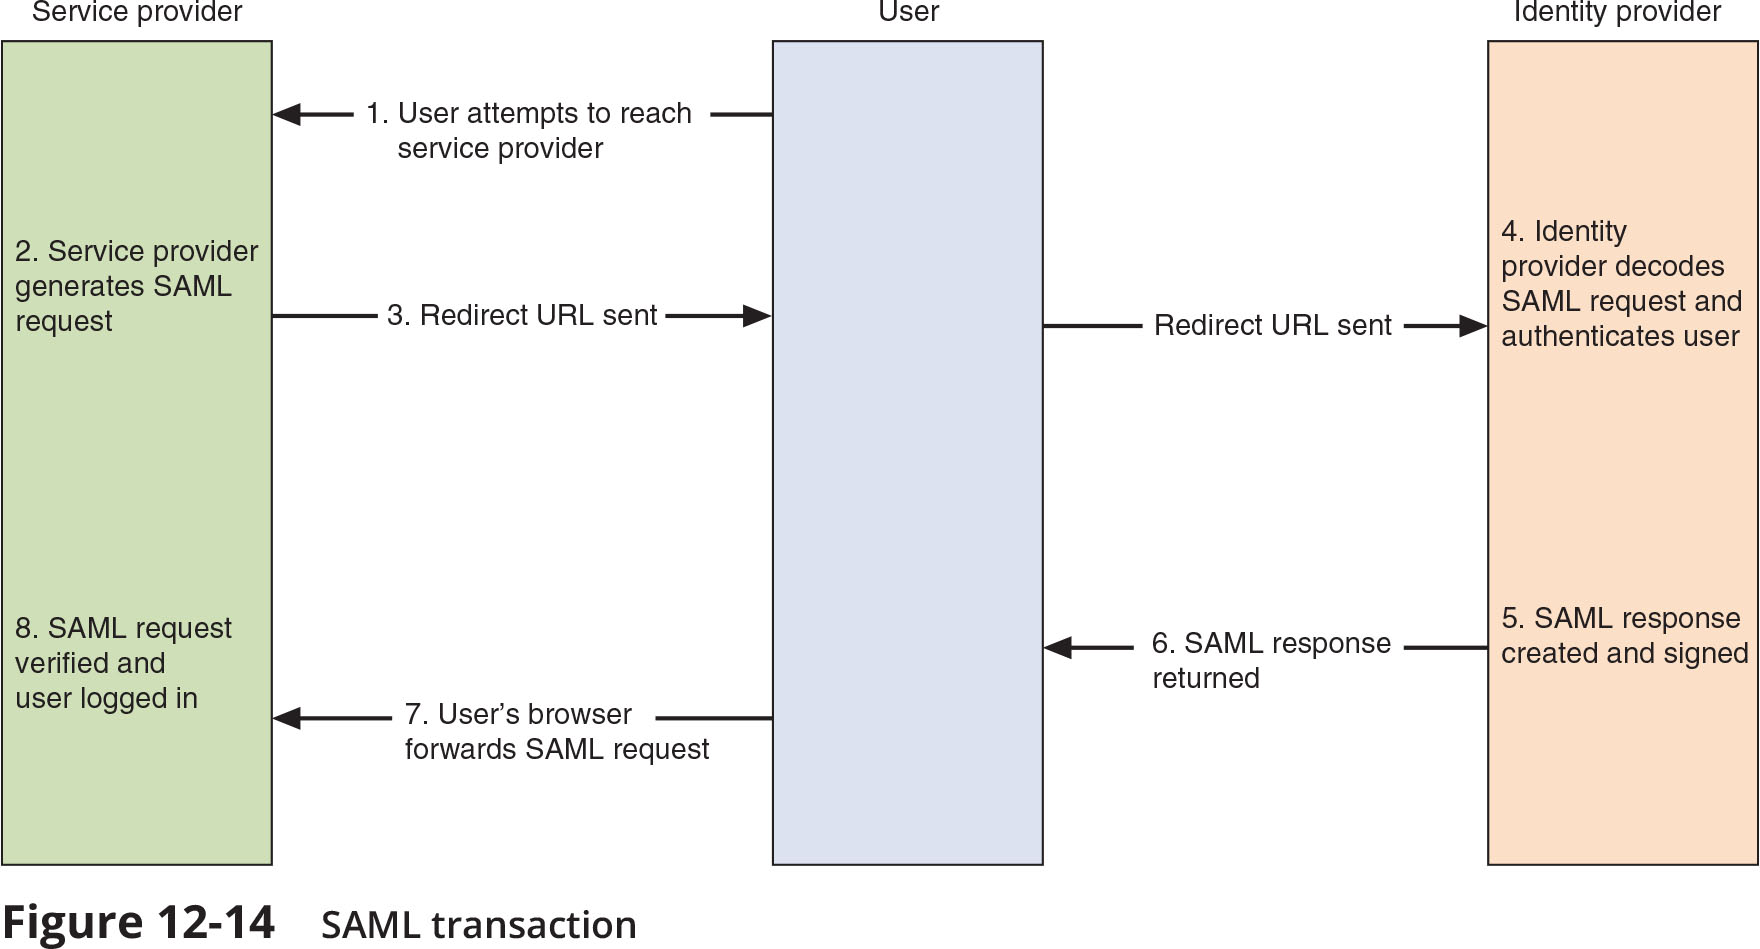 Service provider
User
Identity provider
1. User attempts to reach
service provider
2. Service provider
generates SAML
request
3. Redirect URL sent
Redirect URL sent
4. Identity
provider decodes
SAML request and
authenticates user
5. SAML response
created and signed
6. SAML response
returned
7. User’s browser
forwards SAML request
8. SAML request
verified and
user logged in
Figure 12-14 SAML transaction